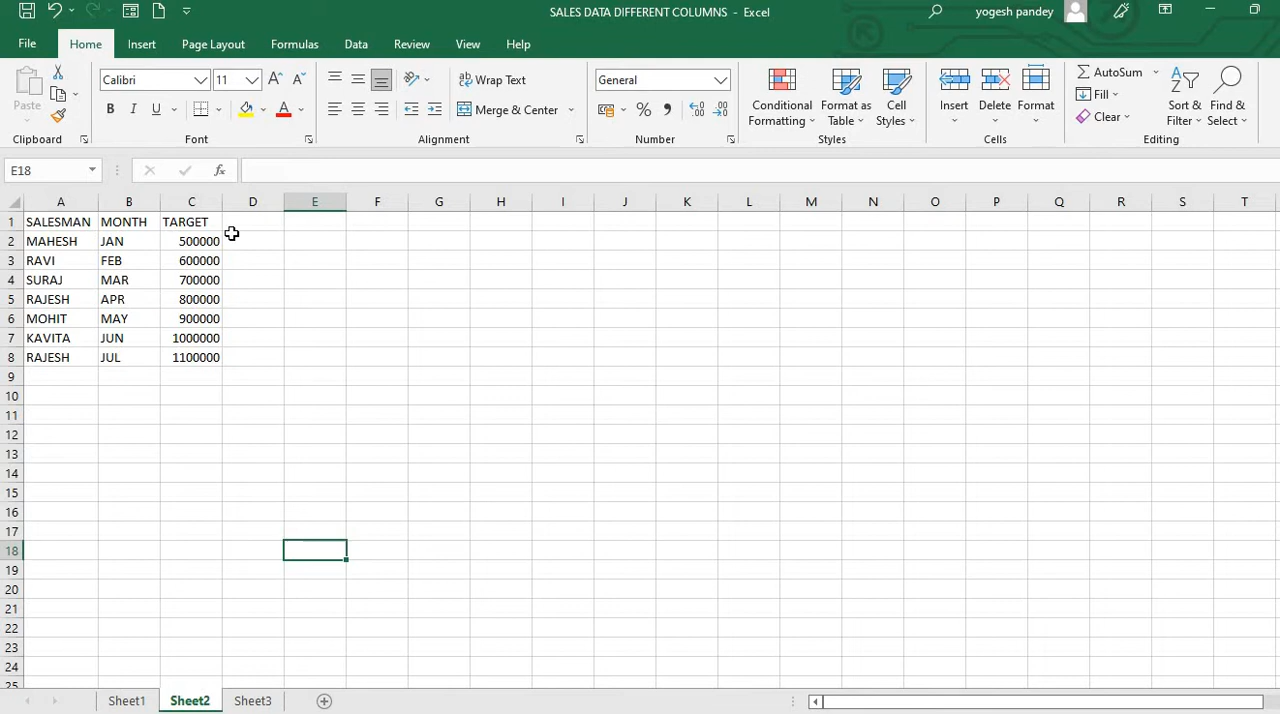 SALES DATA DIFFERENT COLUMNS - Excel
yogesh pandey
File Home Insert Page Layout Formulas Data Review View Help
Paste
Clipboard
Calibri 11
B I U A
Font
Wrap Text
Merge & Center
Alignment
General
%
Number
Conditional Formatting
Format as Table
Cell Styles
Styles
Insert Delete Format
Cells
AutoSum
Fill
Clear
Sort & Filter
Find & Select
Editing
E18 fx
A B C D E F G H I J K L M N O P Q R S T
1 SALESMAN MONTH TARGET
2 MAHESH JAN 500000
3 RAVI FEB 600000
4 SURAJ MAR 700000
5 RAJESH APR 800000
6 MOHIT MAY 900000
7 KAVITA JUN 1000000
8 RAJESH JUL 1100000
9
10
11
12
13
14
15
16
17
18
19
20
21
22
23
24
25
Sheet1 Sheet2 Sheet3